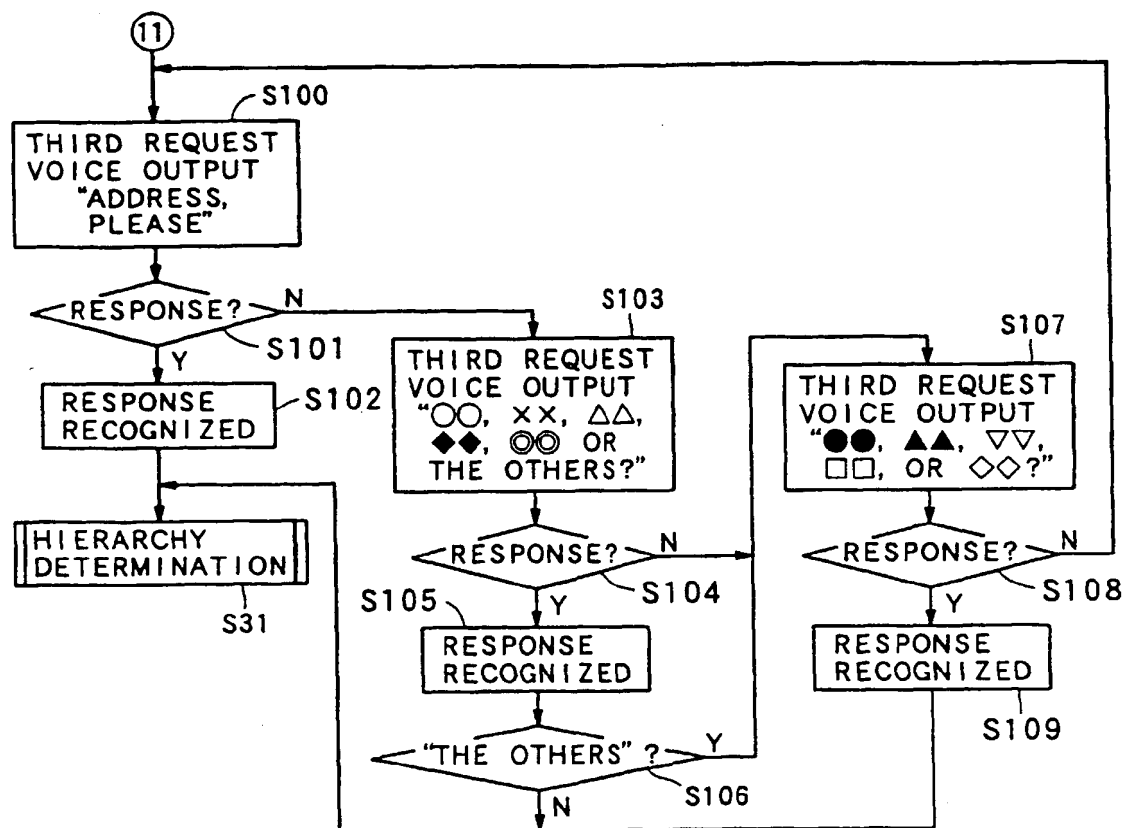 11
S100
THIRD REQUEST
VOICE OUTPUT
"ADDRESS,
PLEASE"
RESPONSE?
N
S101
Y
RESPONSE
RECOGNIZED
S102
HIERARCHY
DETERMINATION
S31
S103
THIRD REQUEST
VOICE OUTPUT
"○○, ××, △△,
◆◆, ◎◎ OR
THE OTHERS?"
RESPONSE?
N
S104
Y
S105
RESPONSE
RECOGNIZED
"THE OTHERS"?
Y
S106
N
S107
THIRD REQUEST
VOICE OUTPUT
"●●, ▲▲, ▽▽,
□□, OR ◇◇?"
RESPONSE?
N
S108
Y
RESPONSE
RECOGNIZED
S109